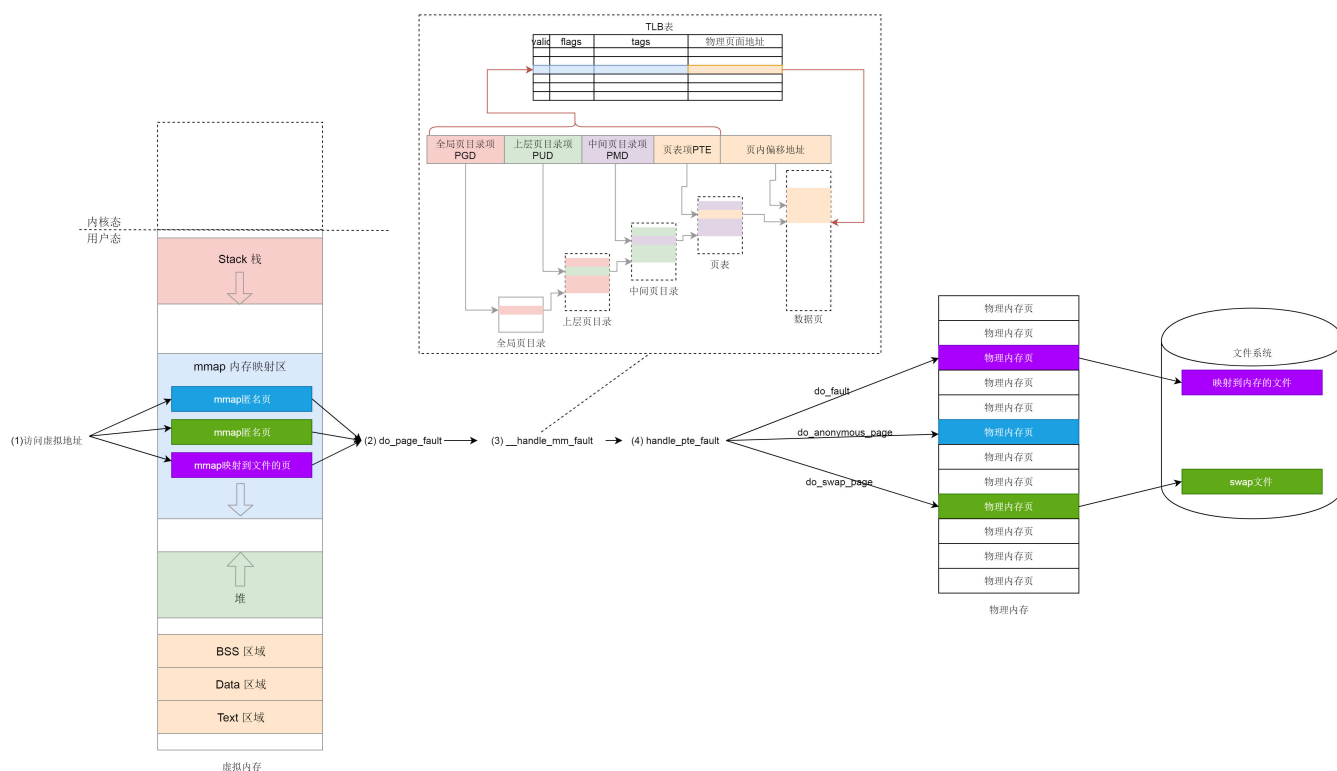 TLB表
valid flags tags 物理页面地址
全局页目录项
PGD
上层页目录项
PUD
中间页目录项
PMD
页表项PTE
页内偏移地址
页表
中间页目录
上层页目录
全局页目录
数据页
内核态
用户态
Stack 栈
mmap 内存映射区
mmap匿名页
mmap匿名页
mmap映射到文件的页
堆
BSS 区域
Data 区域
Text 区域
虚拟内存
(1)访问虚拟地址
(2) do_page_fault
(3) __handle_mm_fault
(4) handle_pte_fault
do_fault
do_anonymous_page
do_swap_page
物理内存页
物理内存页
物理内存页
物理内存页
物理内存页
物理内存页
物理内存页
物理内存页
物理内存页
物理内存页
物理内存页
物理内存页
物理内存
文件系统
映射到内存的文件
swap文件